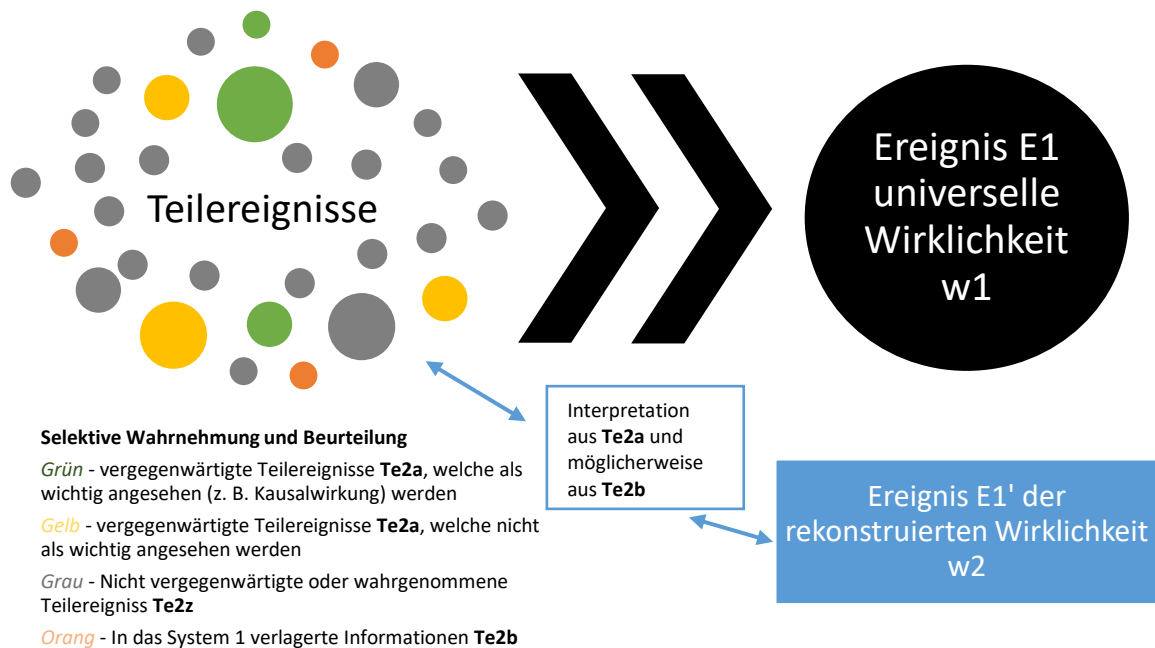 Teilereignisse
Ereignis E1
universelle
Wirklichkeit
w1
Interpretation
aus Te2a und
möglicherweise
aus Te2b
Ereignis E1' der
rekonstruierten Wirklichkeit
w2
Selektive Wahrnehmung und Beurteilung
Grün - vergegenwärtigte Teilereignisse Te2a, welche als
wichtig angesehen (z. B. Kausalwirkung) werden
Gelb - vergegenwärtigte Teilereignisse Te2a, welche nicht
als wichtig angesehen werden
Grau - Nicht vergegenwärtigte oder wahrgenommene
Teilereigniss Te2z
Orang - In das System 1 verlagerte Informationen Te2b